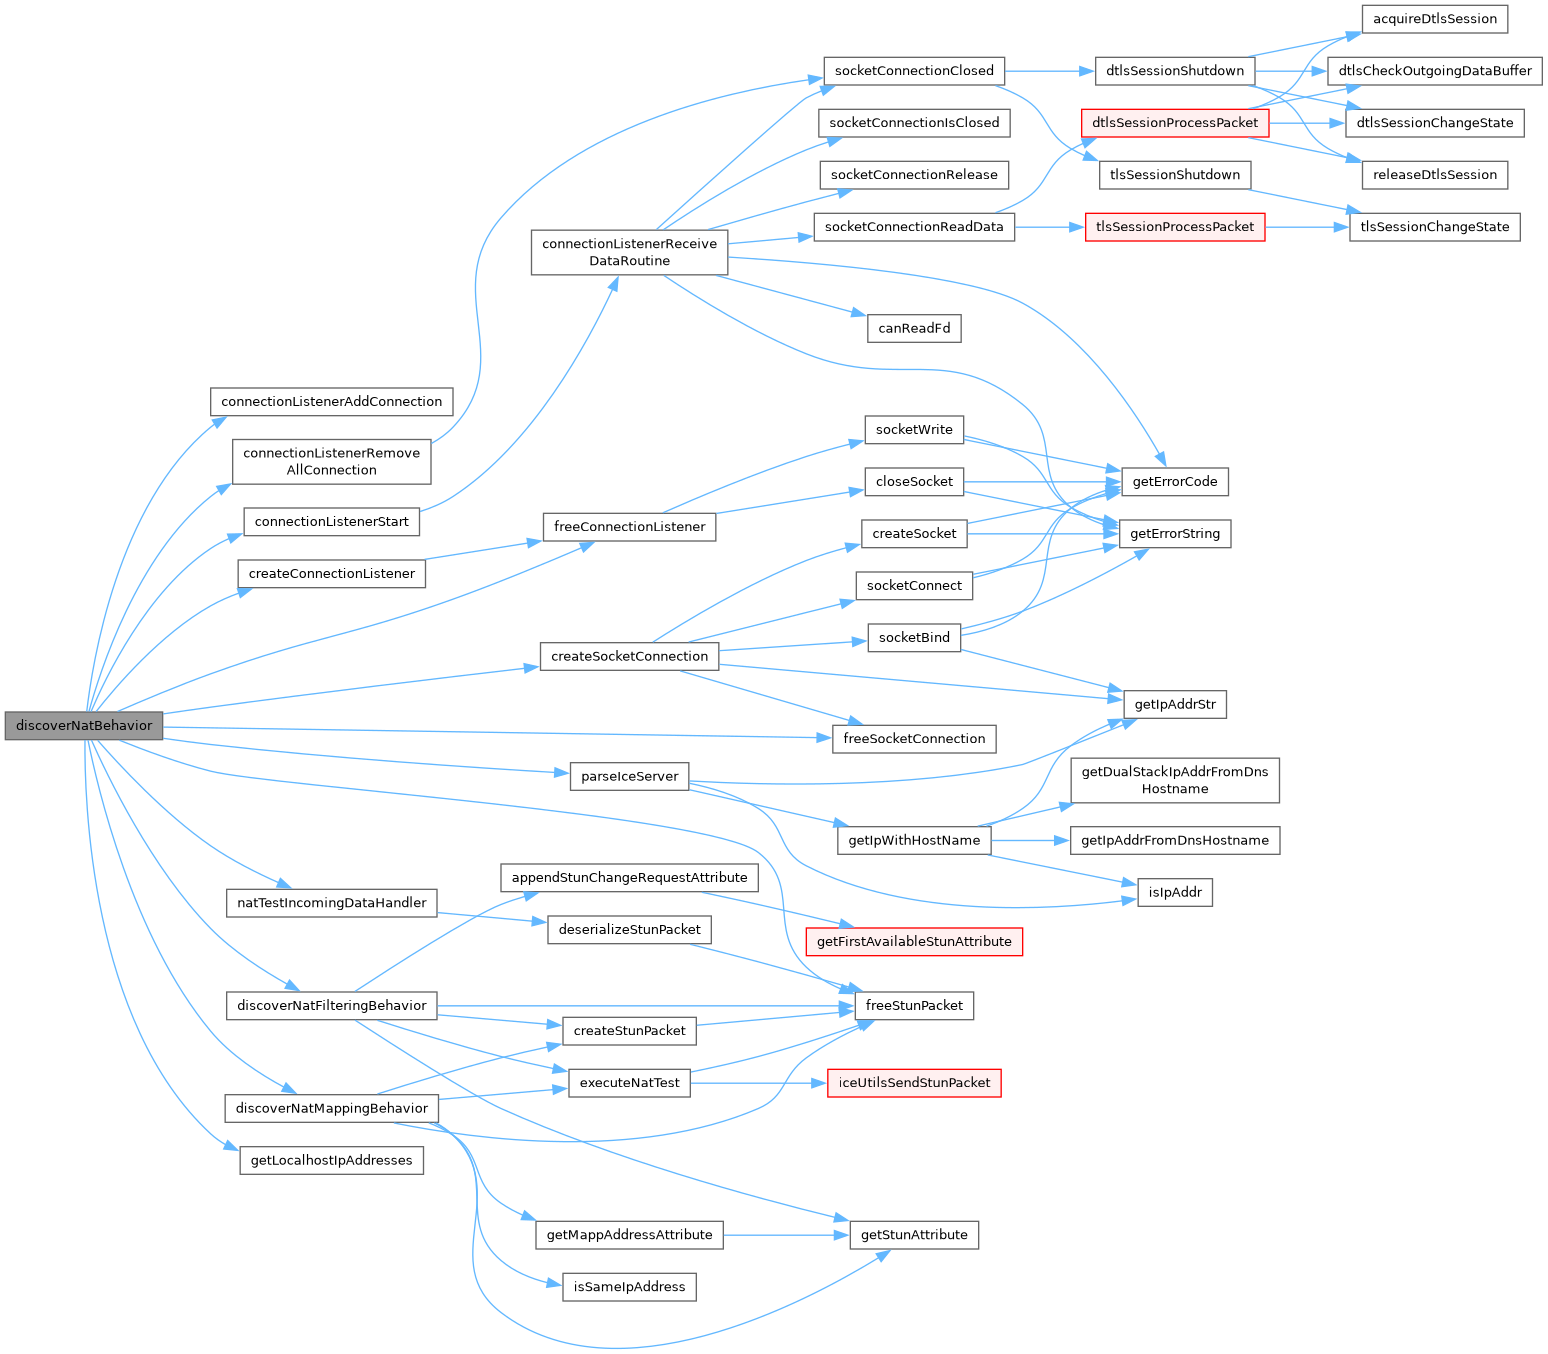 acquireDtlsSession
socketConnectionClosed
dtlsSessionShutdown
dtlsCheckOutgoingDataBuffer
socketConnectionIsClosed
dtlsSessionProcessPacket
dtlsSessionChangeState
socketConnectionRelease
tlsSessionShutdown
releaseDtlsSession
connectionListenerReceive
DataRoutine
socketConnectionReadData
tlsSessionProcessPacket
tlsSessionChangeState
canReadFd
connectionListenerAddConnection
socketWrite
connectionListenerRemove
AllConnection
closeSocket
getErrorCode
connectionListenerStart
freeConnectionListener
createSocket
getErrorString
createConnectionListener
socketConnect
createSocketConnection
socketBind
getIpAddrStr
discoverNatBehavior
freeSocketConnection
parseIceServer
getDualStackIpAddrFromDns
Hostname
getIpWithHostName
getIpAddrFromDnsHostname
appendStunChangeRequestAttribute
isIpAddr
natTestIncomingDataHandler
deserializeStunPacket
getFirstAvailableStunAttribute
discoverNatFilteringBehavior
freeStunPacket
createStunPacket
executeNatTest
iceUtilsSendStunPacket
discoverNatMappingBehavior
getLocalhostIpAddresses
getMappAddressAttribute
getStunAttribute
isSameIpAddress